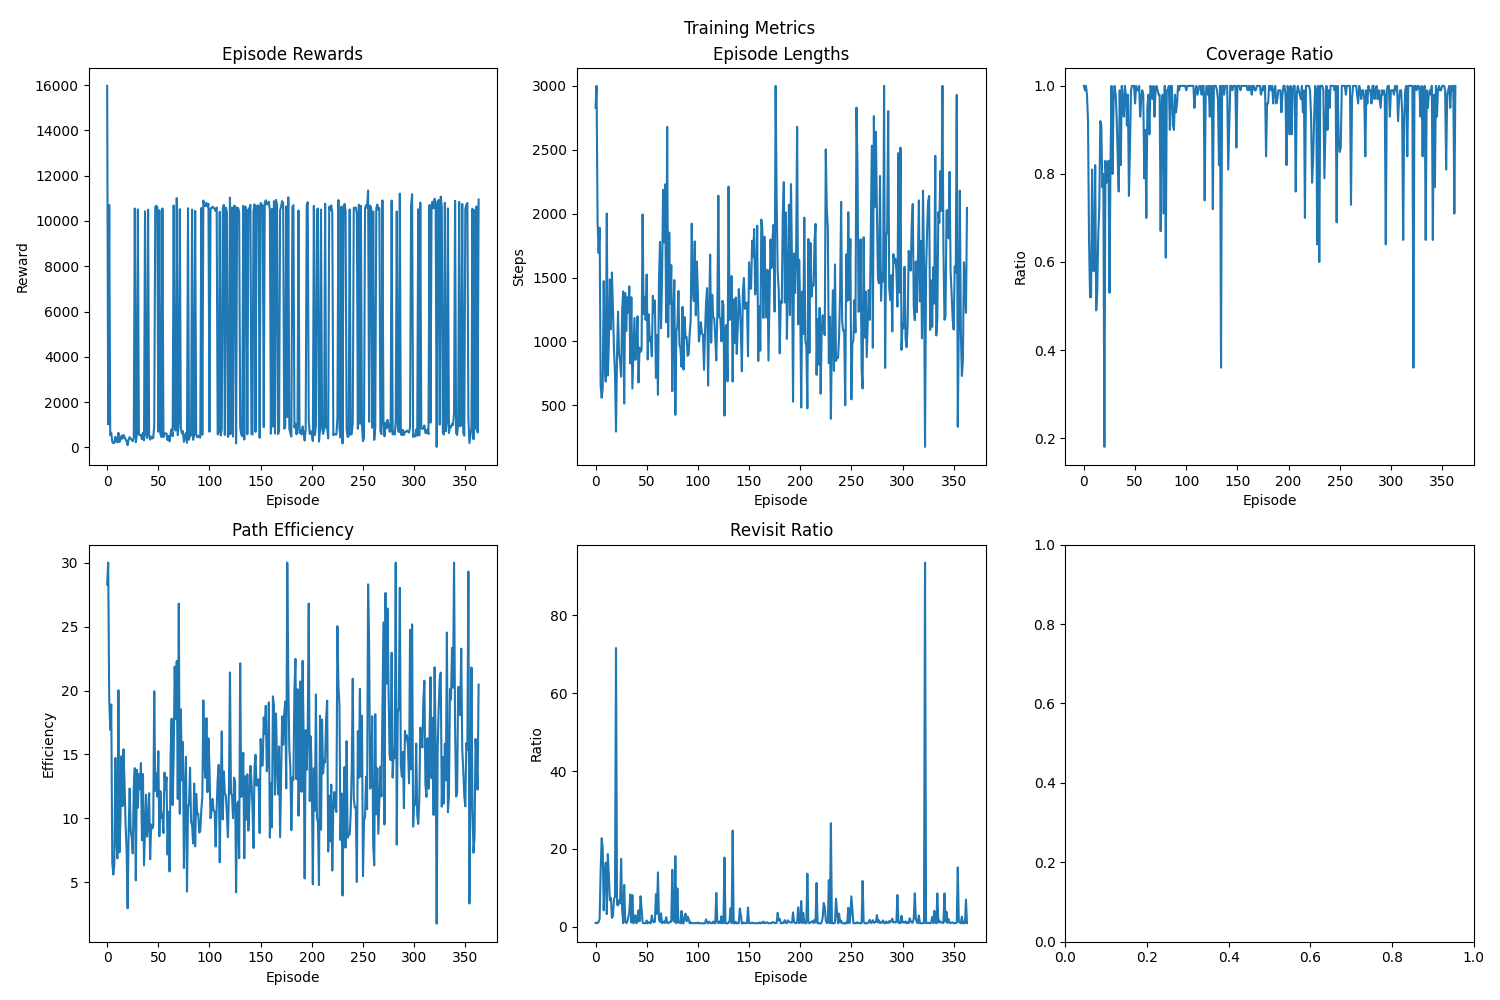 Training Metrics
Episode Rewards
16000
14000
12000
10000
8000
6000
4000
2000
0
Reward
0 50 100 150 200 250 300 350
Episode
Episode Lengths
3000
2500
2000
1500
1000
500
Steps
0 50 100 150 200 250 300 350
Episode
Coverage Ratio
1.0
0.8
0.6
0.4
0.2
Ratio
0 50 100 150 200 250 300 350
Episode
Path Efficiency
30
25
20
15
10
5
Efficiency
0 50 100 150 200 250 300 350
Episode
Revisit Ratio
80
60
40
20
0
Ratio
0 50 100 150 200 250 300 350
Episode
1.0
0.8
0.6
0.4
0.2
0.0
0.0 0.2 0.4 0.6 0.8 1.0